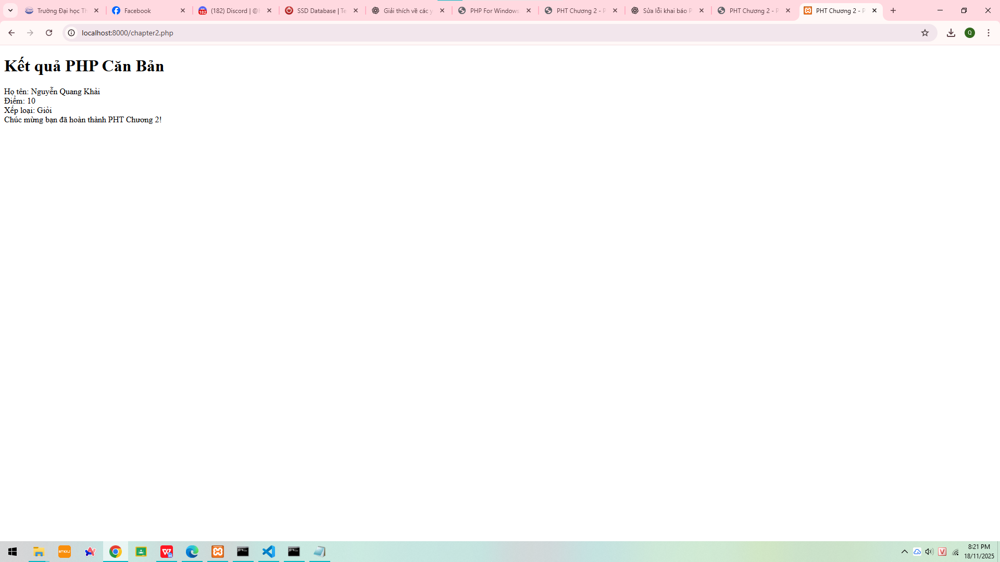 Trường Đại học Th
Facebook
(182) Discord | @
SSD Database | Te
Giải thích về các y
PHP For Windows
PHT Chương 2 - P
Sửa lỗi khai báo P
PHT Chương 2 - P
PHT Chương 2 - P
localhost:8000/chapter2.php
Q
Kết quả PHP Căn Bản
Họ tên: Nguyễn Quang Khải
Điểm: 10
Xếp loại: Giỏi
Chúc mừng bạn đã hoàn thành PHT Chương 2!
imou
V
8:21 PM
18/11/2025